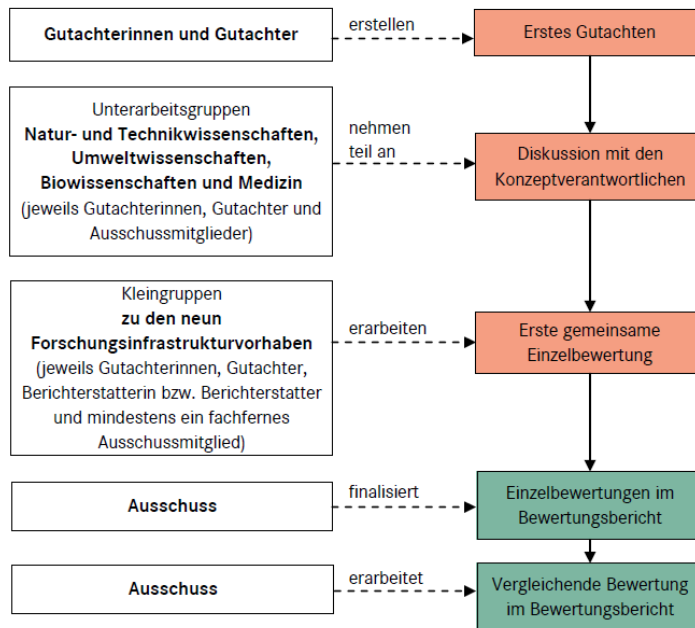 Gutachterinnen und Gutachter
erstellen
Erstes Gutachten
Unterarbeitsgruppen
Natur- und Technikwissenschaften,
Umweltwissenschaften,
Biowissenschaften und Medizin
(jeweils Gutachterinnen, Gutachter und
Ausschussmitglieder)
nehmen
teil an
Diskussion mit den
Konzeptverantwortlichen
Kleingruppen
zu den neun
Forschungsinfrastrukturvorhaben
(jeweils Gutachterinnen, Gutachter,
Berichterstatterin bzw. Berichterstatter
und mindestens ein fachfernes
Ausschussmitglied)
erarbeiten
Erste gemeinsame
Einzelbewertung
Ausschuss
finalisiert
Einzelbewertungen im
Bewertungsbericht
Ausschuss
erarbeitet
Vergleichende Bewertung
im Bewertungsbericht